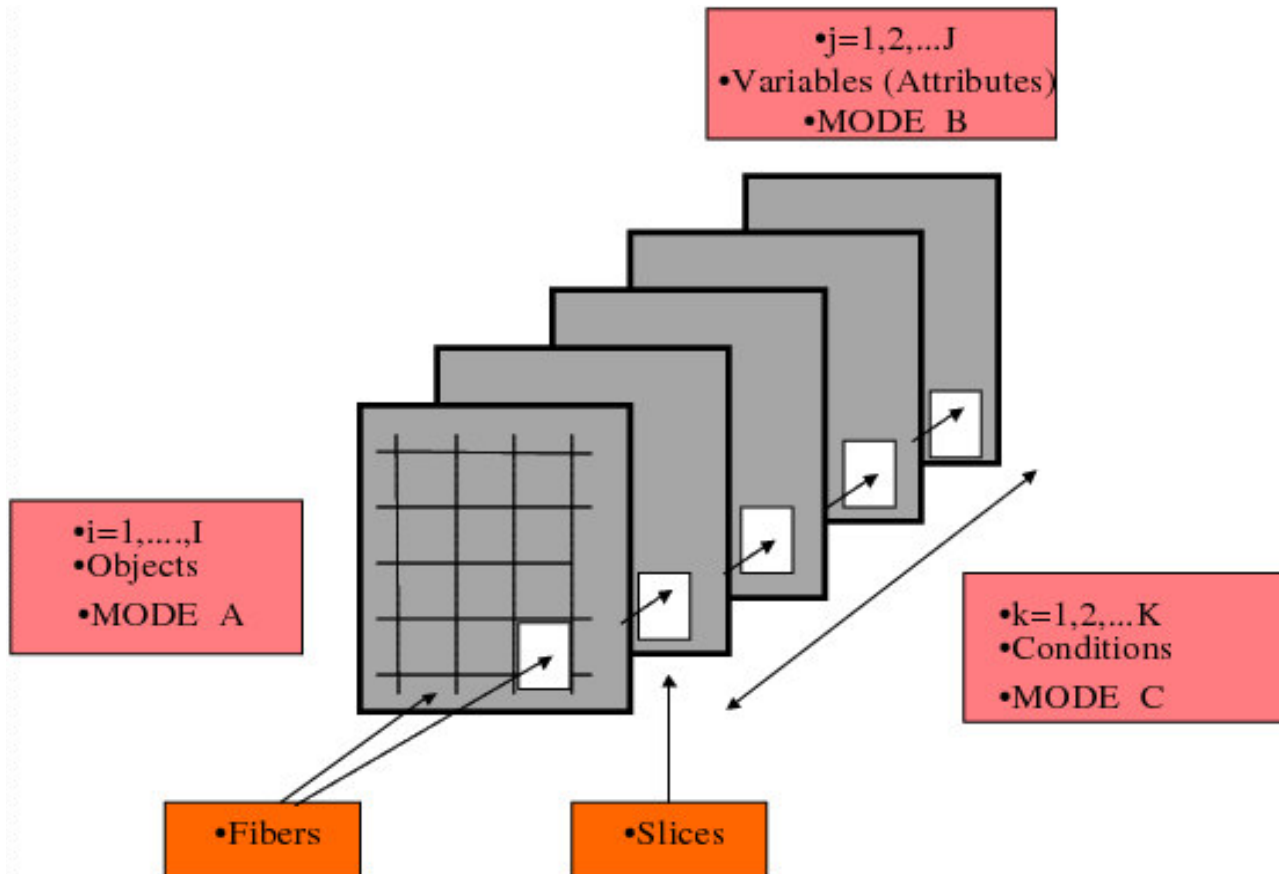 •j=1,2,...J
•Variables (Attributes)
•MODE B
•i=1,....,I
•Objects
•MODE A
•k=1,2,...K
•Conditions
•MODE C
•Fibers
•Slices